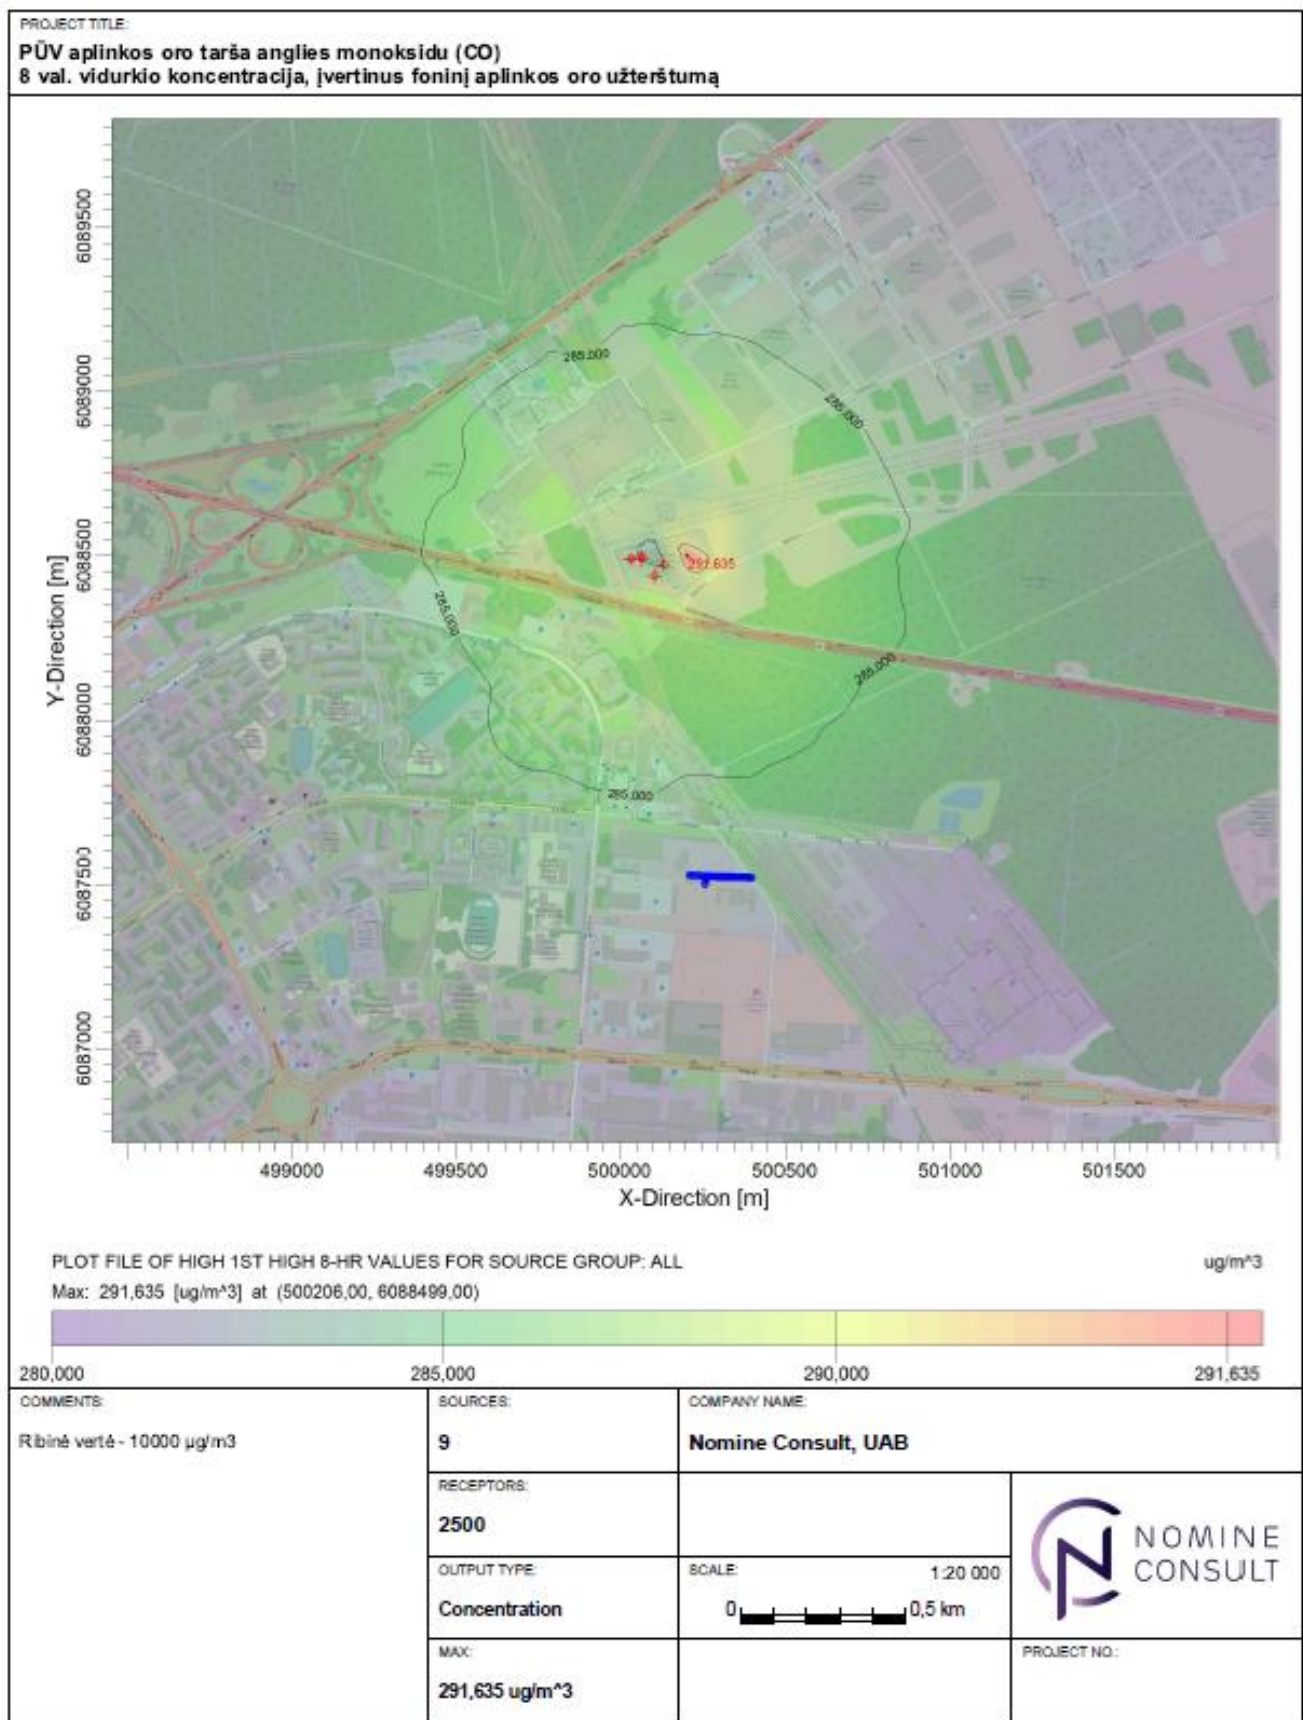 PROJECT TITLE:
PŪV aplinkos oro tarša anglies monoksidu (CO)
8 val. vidurkio koncentracija, įvertinus foninį aplinkos oro užterštumą
6089500
6089000
6088500
6088000
6087500
6087000
Y-Direction [m]
285,000
285,000
291,635
285,000
285,000
285,000
499000 499500 500000 500500 501000 501500
X-Direction [m]
PLOT FILE OF HIGH 1ST HIGH 8-HR VALUES FOR SOURCE GROUP: ALL
ug/m^3
Max: 291,635 [ug/m^3] at (500206,00, 6088499,00)
280,000 285,000 290,000 291,635
COMMENTS:
Ribinė vertė - 10000 µg/m3
SOURCES:
9
COMPANY NAME:
Nomine Consult, UAB
RECEPTORS:
2500
OUTPUT TYPE:
Concentration
SCALE: 1:20 000
0 0,5 km
NOMINE
CONSULT
MAX:
291,635 ug/m^3
PROJECT NO.: